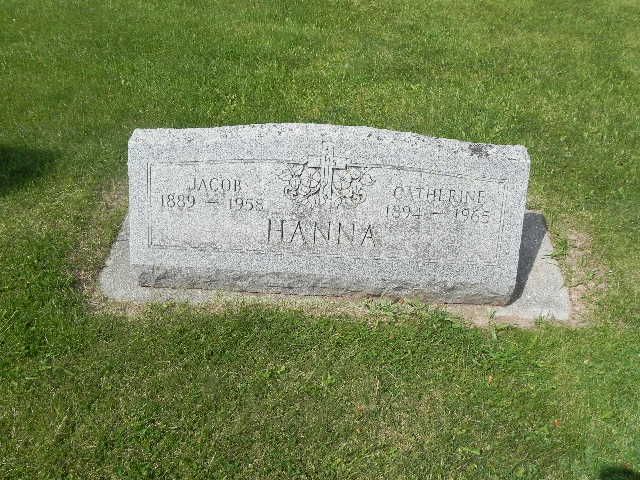 JACOB
1889 — 1958
CATHERINE
1894 — 1965
HANNA